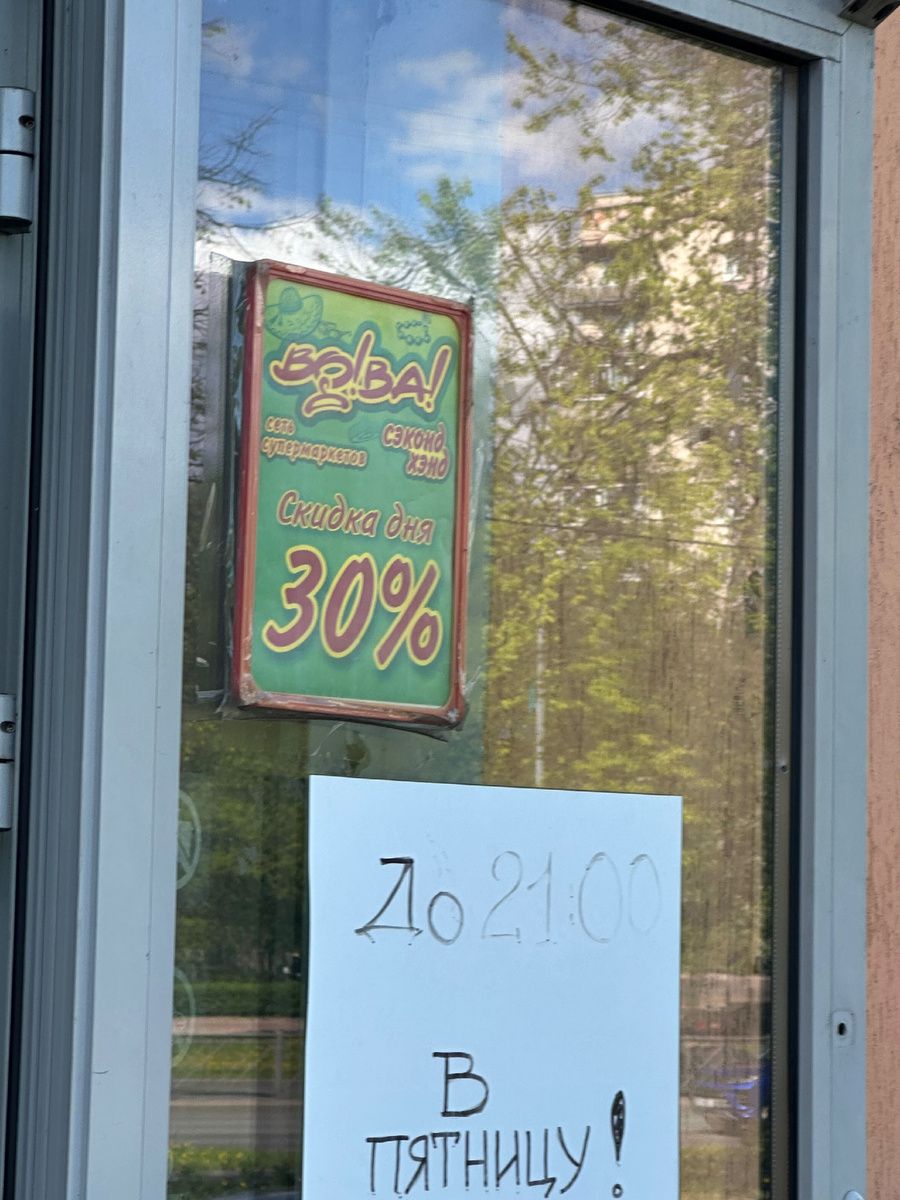 ВО!ВА!
сеть
супермаркетов
сэконд
хэнд
Скидка дня
30%
До 21:00
В
ПЯТНИЦУ!